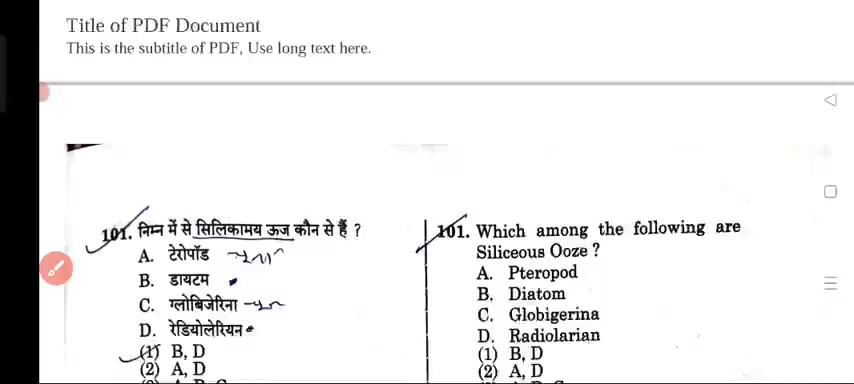 Title of PDF Document
This is the subtitle of PDF, Use long text here.
101. निम्न में से सिलिकामय ऊज कौन से हैं ?
A. टेरोपॉड
B. डायटम
C. ग्लोबिजेरिना
D. रेडियोलेरियन
(1) B, D
(2) A, D
101. Which among the following are
Siliceous Ooze ?
A. Pteropod
B. Diatom
C. Globigerina
D. Radiolarian
(1) B, D
(2) A, D